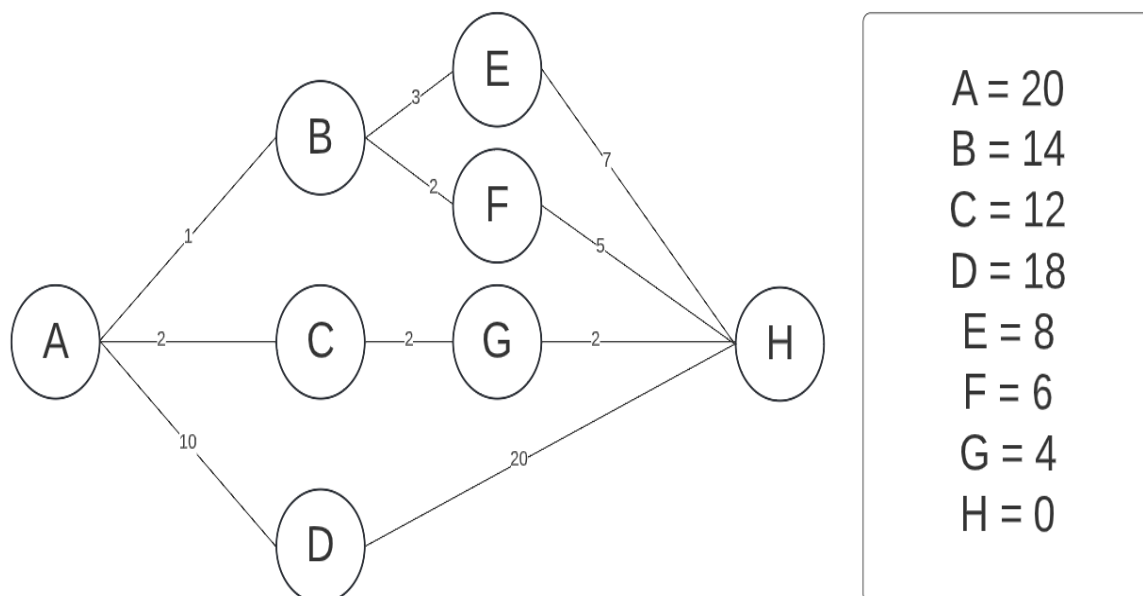 E
3
A = 20
B
7
B = 14
2
F
C = 12
1
5
D = 18
A
2
C
2
G
2
H
E = 8
F = 6
10
20
G = 4
D
H = 0